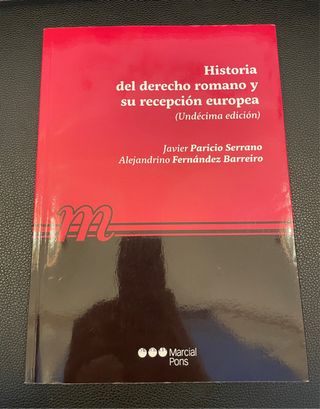 Historia
del derecho romano y
su recepción europea
(Undécima edición)
Javier Paricio Serrano
Alejandrino Fernández Barreiro
m
Marcial
Pons